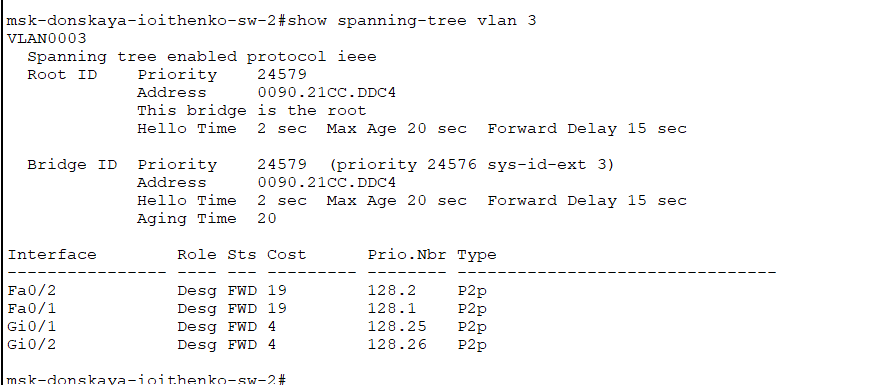 msk-donskaya-ioithenko-sw-2#show spanning-tree vlan 3
VLAN0003
  Spanning tree enabled protocol ieee
  Root ID    Priority    24579
             Address     0090.21CC.DDC4
             This bridge is the root
             Hello Time  2 sec  Max Age 20 sec  Forward Delay 15 sec

  Bridge ID  Priority    24579  (priority 24576 sys-id-ext 3)
             Address     0090.21CC.DDC4
             Hello Time  2 sec  Max Age 20 sec  Forward Delay 15 sec
             Aging Time  20

Interface        Role Sts Cost      Prio.Nbr Type
---------------- ---- --- --------- -------- --------------------------------
Fa0/2            Desg FWD 19        128.2    P2p
Fa0/1            Desg FWD 19        128.1    P2p
Gi0/1            Desg FWD 4         128.25   P2p
Gi0/2            Desg FWD 4         128.26   P2p

msk-donskaya-ioithenko-sw-2#